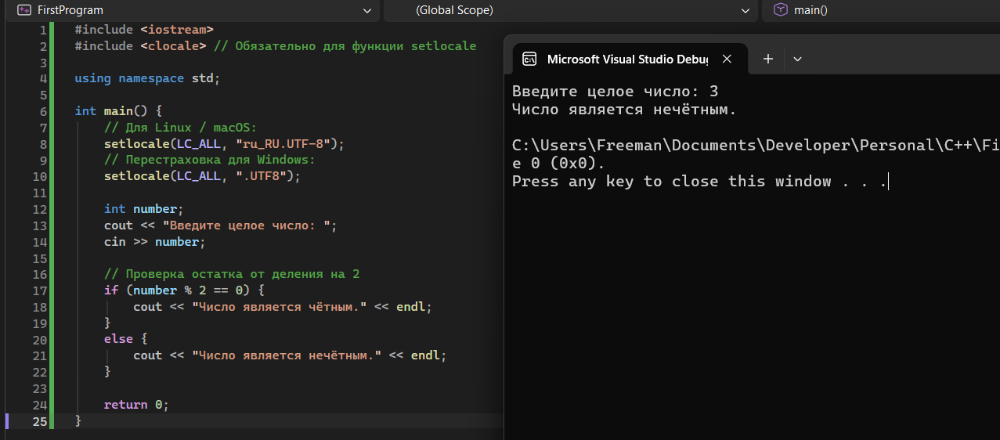 FirstProgram
(Global Scope)
main()
1 #include <iostream>
2 #include <clocale> // Обязательно для функции setlocale
3
4 using namespace std;
5
6 int main() {
7 // Для Linux / macOS:
8 setlocale(LC_ALL, "ru_RU.UTF-8");
9 // Перестраховка для Windows:
10 setlocale(LC_ALL, ".UTF8");
11
12 int number;
13 cout << "Введите целое число: ";
14 cin >> number;
15
16 // Проверка остатка от деления на 2
17 if (number % 2 == 0) {
18 cout << "Число является чётным." << endl;
19 }
20 else {
21 cout << "Число является нечётным." << endl;
22 }
23
24 return 0;
25 }
Microsoft Visual Studio Debug
Введите целое число: 3
Число является нечётным.
C:\Users\Freeman\Documents\Developer\Personal\C++\Fi
e 0 (0x0).
Press any key to close this window . . .